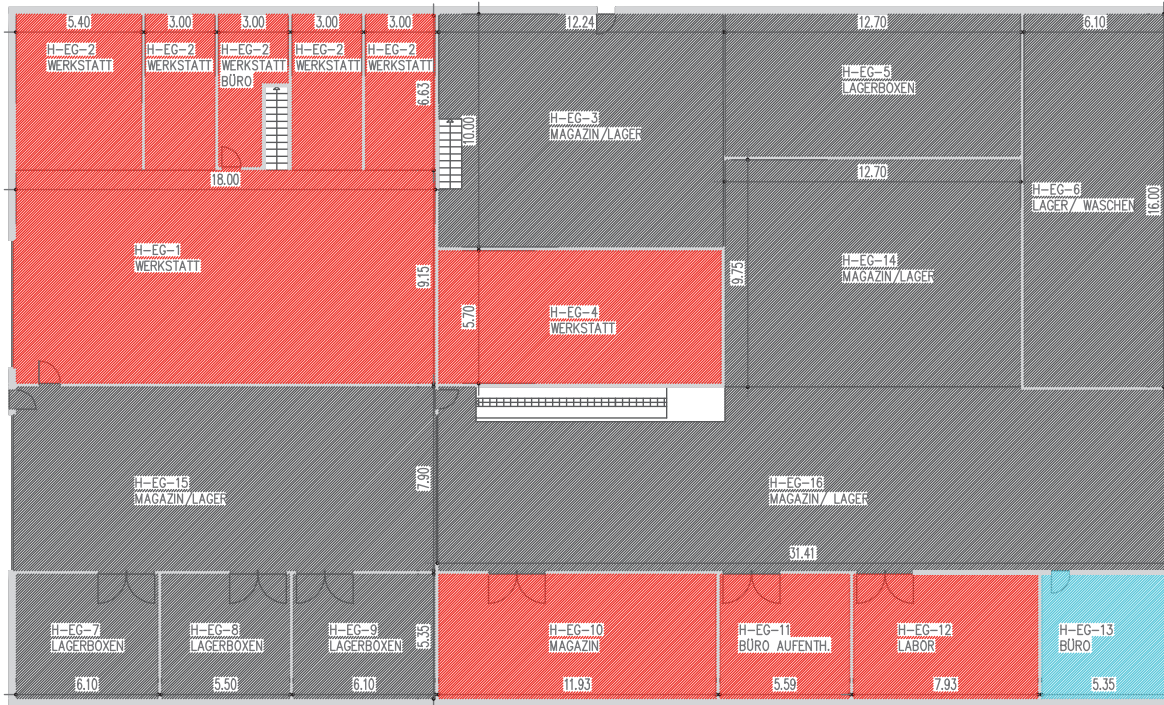 5.40
3.00
3.00
3.00
3.00
12.24
12.70
6.10
H-EG-2
WERKSTATT
H-EG-2
WERKSTATT
H-EG-2
WERKSTATT
BÜRO
H-EG-2
WERKSTATT
H-EG-2
WERKSTATT
6.63
10.00
H-EG-3
MAGAZIN/LAGER
H-EG-5
LAGERBOXEN
18.00
12.70
H-EG-6
LAGER/ WASCHEN
16.00
H-EG-1
WERKSTATT
9.15
5.70
9.75
H-EG-14
MAGAZIN/LAGER
H-EG-4
WERKSTATT
H-EG-15
MAGAZIN/LAGER
7.90
H-EG-16
MAGAZIN/ LAGER
31.41
H-EG-7
LAGERBOXEN
H-EG-8
LAGERBOXEN
H-EG-9
LAGERBOXEN
5.35
H-EG-10
MAGAZIN
H-EG-11
BÜRO AUFENTH.
H-EG-12
LABOR
H-EG-13
BÜRO
6.10
5.50
6.10
11.93
5.59
7.93
5.35